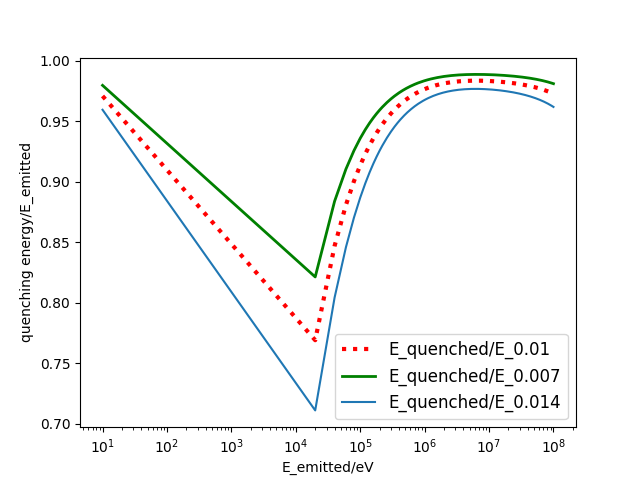 1.00
0.95
0.90
0.85
0.80
0.75
0.70
quenching energy/E_emitted
E_quenched/E_0.01
E_quenched/E_0.007
E_quenched/E_0.014
10¹ 10² 10³ 10⁴ 10⁵ 10⁶ 10⁷ 10⁸
E_emitted/eV